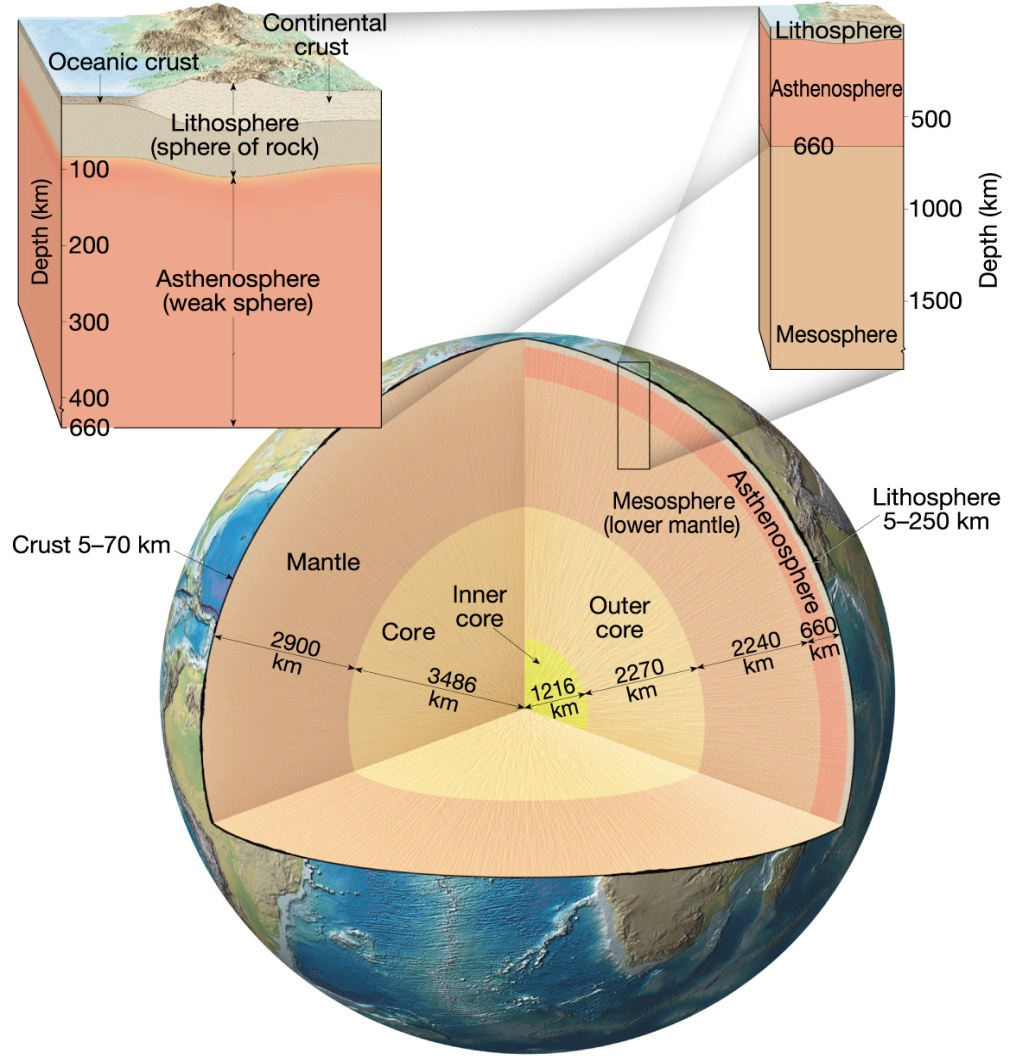 Continental
crust
Oceanic crust
Lithosphere
(sphere of rock)
100
200
300
400
660
Depth (km)
Asthenosphere
(weak sphere)
Lithosphere
Asthenosphere
500
660
1000
1500
Depth (km)
Mesosphere
Crust 5–70 km
Mantle
Core
Inner
core
Outer
core
Mesosphere
(lower mantle)
Asthenosphere
Lithosphere
5–250 km
2900
km
3486
km
1216
km
2270
km
2240
km
660
km